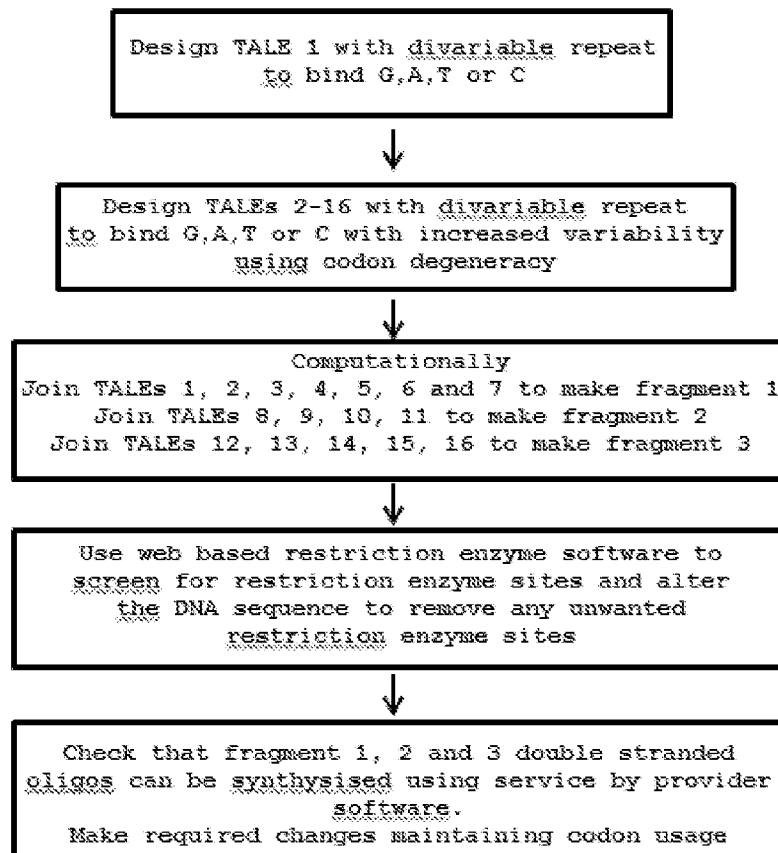 Design TALE 1 with divariable repeat
to bind G,A,T or C
Design TALEs 2-16 with divariable repeat
to bind G,A,T or C with increased variability
using codon degeneracy
Computationally
Join TALEs 1, 2, 3, 4, 5, 6 and 7 to make fragment 1
Join TALEs 8, 9, 10, 11 to make fragment 2
Join TALEs 12, 13, 14, 15, 16 to make fragment 3
Use web based restriction enzyme software to
screen for restriction enzyme sites and alter
the DNA sequence to remove any unwanted
restriction enzyme sites
Check that fragment 1, 2 and 3 double stranded
oligos can be synthysised using service by provider
software.
Make required changes maintaining codon usage